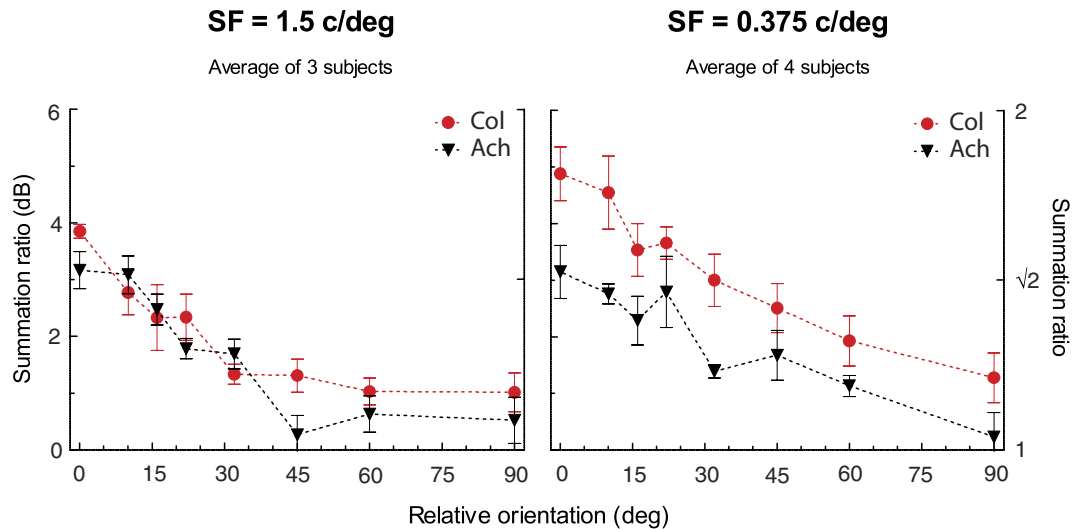 SF = 1.5 c/deg
Average of 3 subjects
SF = 0.375 c/deg
Average of 4 subjects
Summation ratio (dB)
6
4
2
0
Col
Ach
0 15 30 45 60 75 90
Col
Ach
0 15 30 45 60 75 90
2
√2
1
Summation ratio
Relative orientation (deg)